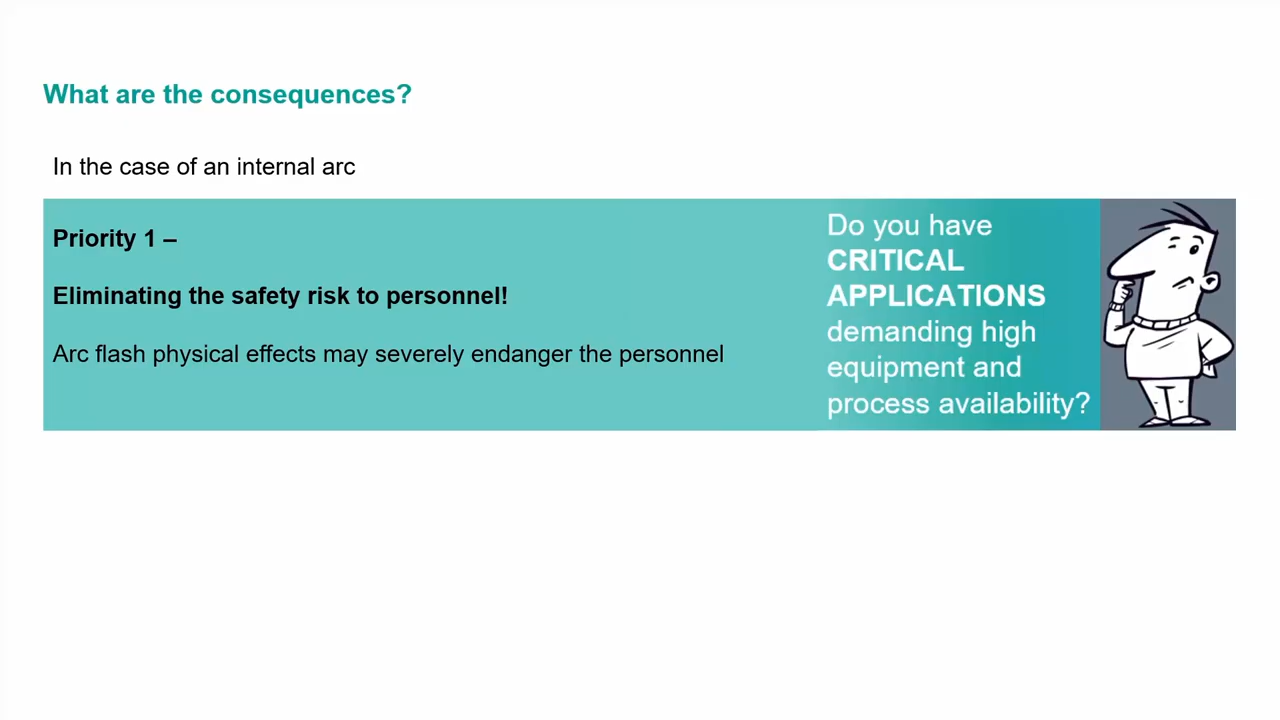 What are the consequences?
In the case of an internal arc
Priority 1 –
Eliminating the safety risk to personnel!
Arc flash physical effects may severely endanger the personnel
Do you have
CRITICAL
APPLICATIONS
demanding high
equipment and
process availability?